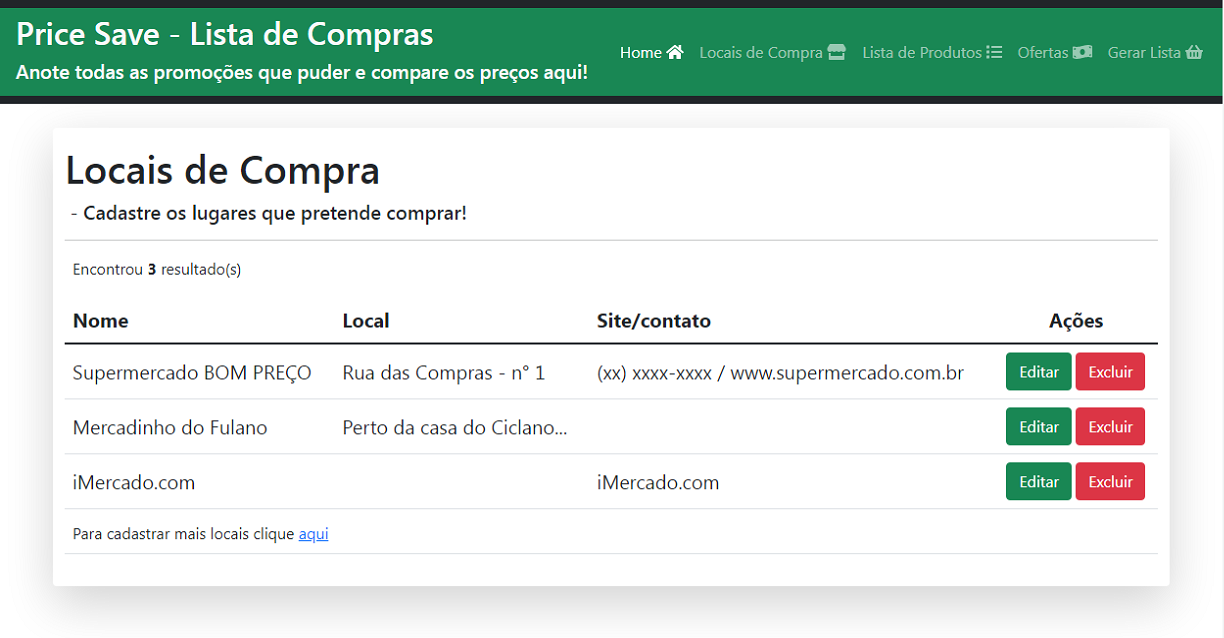 Price Save - Lista de Compras
Anote todas as promoções que puder e compare os preços aqui!
Home Locais de Compra Lista de Produtos Ofertas Gerar Lista
Locais de Compra
- Cadastre os lugares que pretende comprar!
Encontrou 3 resultado(s)
Nome Local Site/contato Ações
Supermercado BOM PREÇO Rua das Compras - n° 1 (xx) xxxx-xxxx / www.supermercado.com.br Editar Excluir
Mercadinho do Fulano Perto da casa do Ciclano... Editar Excluir
iMercado.com iMercado.com Editar Excluir
Para cadastrar mais locais clique aqui